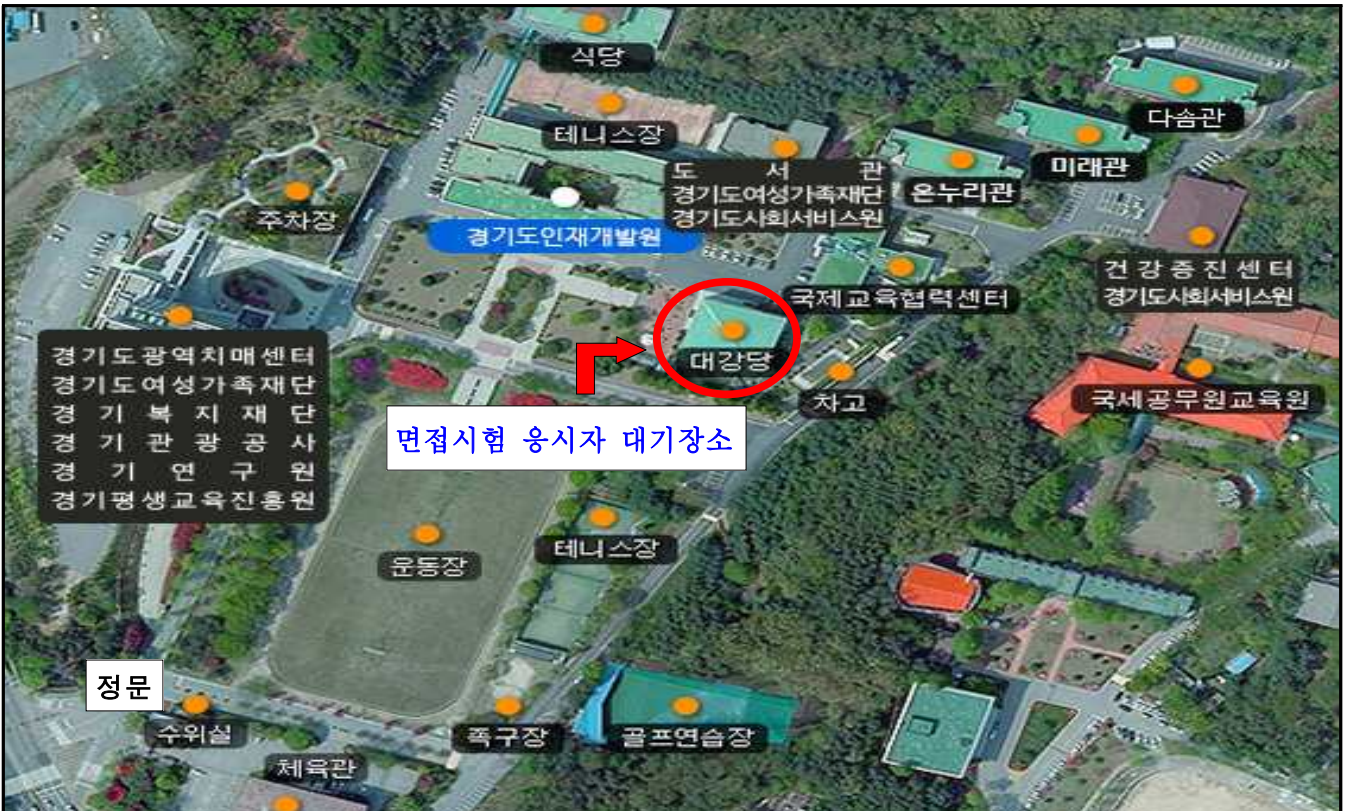 식당
테니스장
다솜관
미래관
도서관
경기도여성가족재단
경기도사회서비스원
온누리관
주차장
경기도인재개발원
국제교육협력센터
건강증진센터
경기도사회서비스원
대강당
차고
국세공무원교육원
경기도광역치매센터
경기도여성가족재단
경기복지재단
경기관광공사
경기연구원
경기평생교육진흥원
면접시험 응시자 대기장소
운동장
테니스장
정문
수위실
족구장
골프연습장
체육관